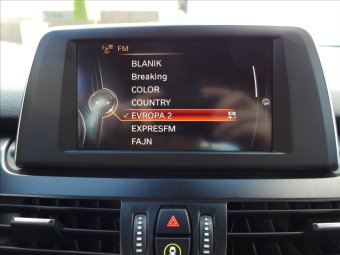 FM
BLANIK
Breaking
COLOR
COUNTRY
EVROPA 2
EXPRESFM
FAJN